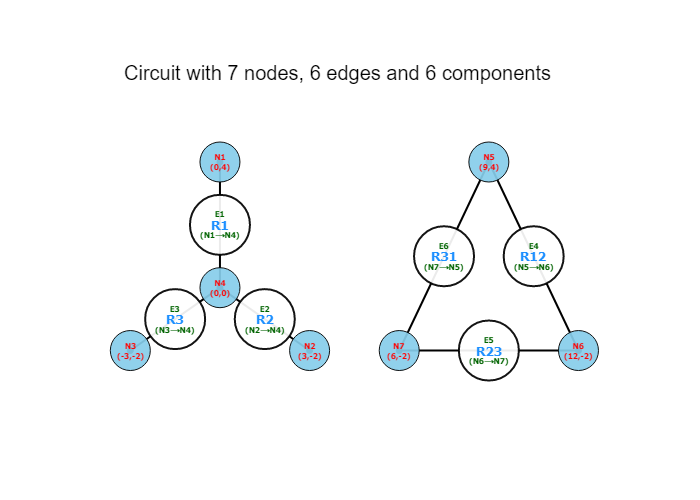 Circuit with 7 nodes, 6 edges and 6 components
N1
(0,4)
E1
R1
(N1→N4)
N4
(0,0)
E3
R3
(N3→N4)
E2
R2
(N2→N4)
N3
(-3,-2)
N2
(3,-2)
N5
(9,4)
E6
R31
(N7→N5)
E4
R12
(N5→N6)
N7
(6,-2)
E5
R23
(N6→N7)
N6
(12,-2)